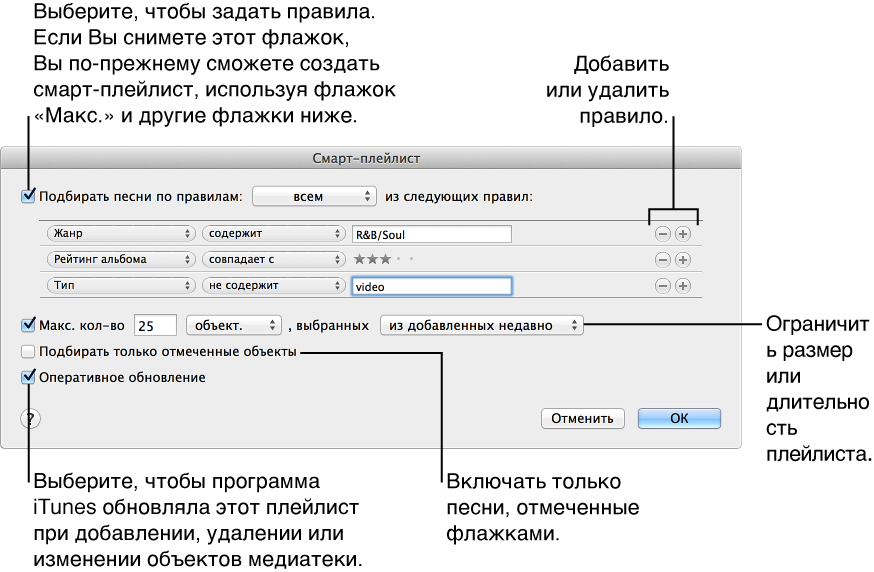 Выберите, чтобы задать правила.
Если Вы снимете этот флажок,
Вы по-прежнему сможете создать
смарт-плейлист, используя флажок
«Макс.» и другие флажки ниже.
Добавить
или удалить
правило.
Смарт-плейлист
Подбирать песни по правилам: всем из следующих правил:
Жанр содержит R&B/Soul
Рейтинг альбома совпадает с ★★★··
Тип не содержит video
Макс. кол-во 25 объект. , выбранных из добавленных недавно
Подбирать только отмеченные объекты
Оперативное обновление
? Отменить OK
Ограничит
ь размер
или
длительно
сть
плейлиста.
Выберите, чтобы программа
iTunes обновляла этот плейлист
при добавлении, удалении или
изменении объектов медиатеки.
Включать только
песни, отмеченные
флажками.